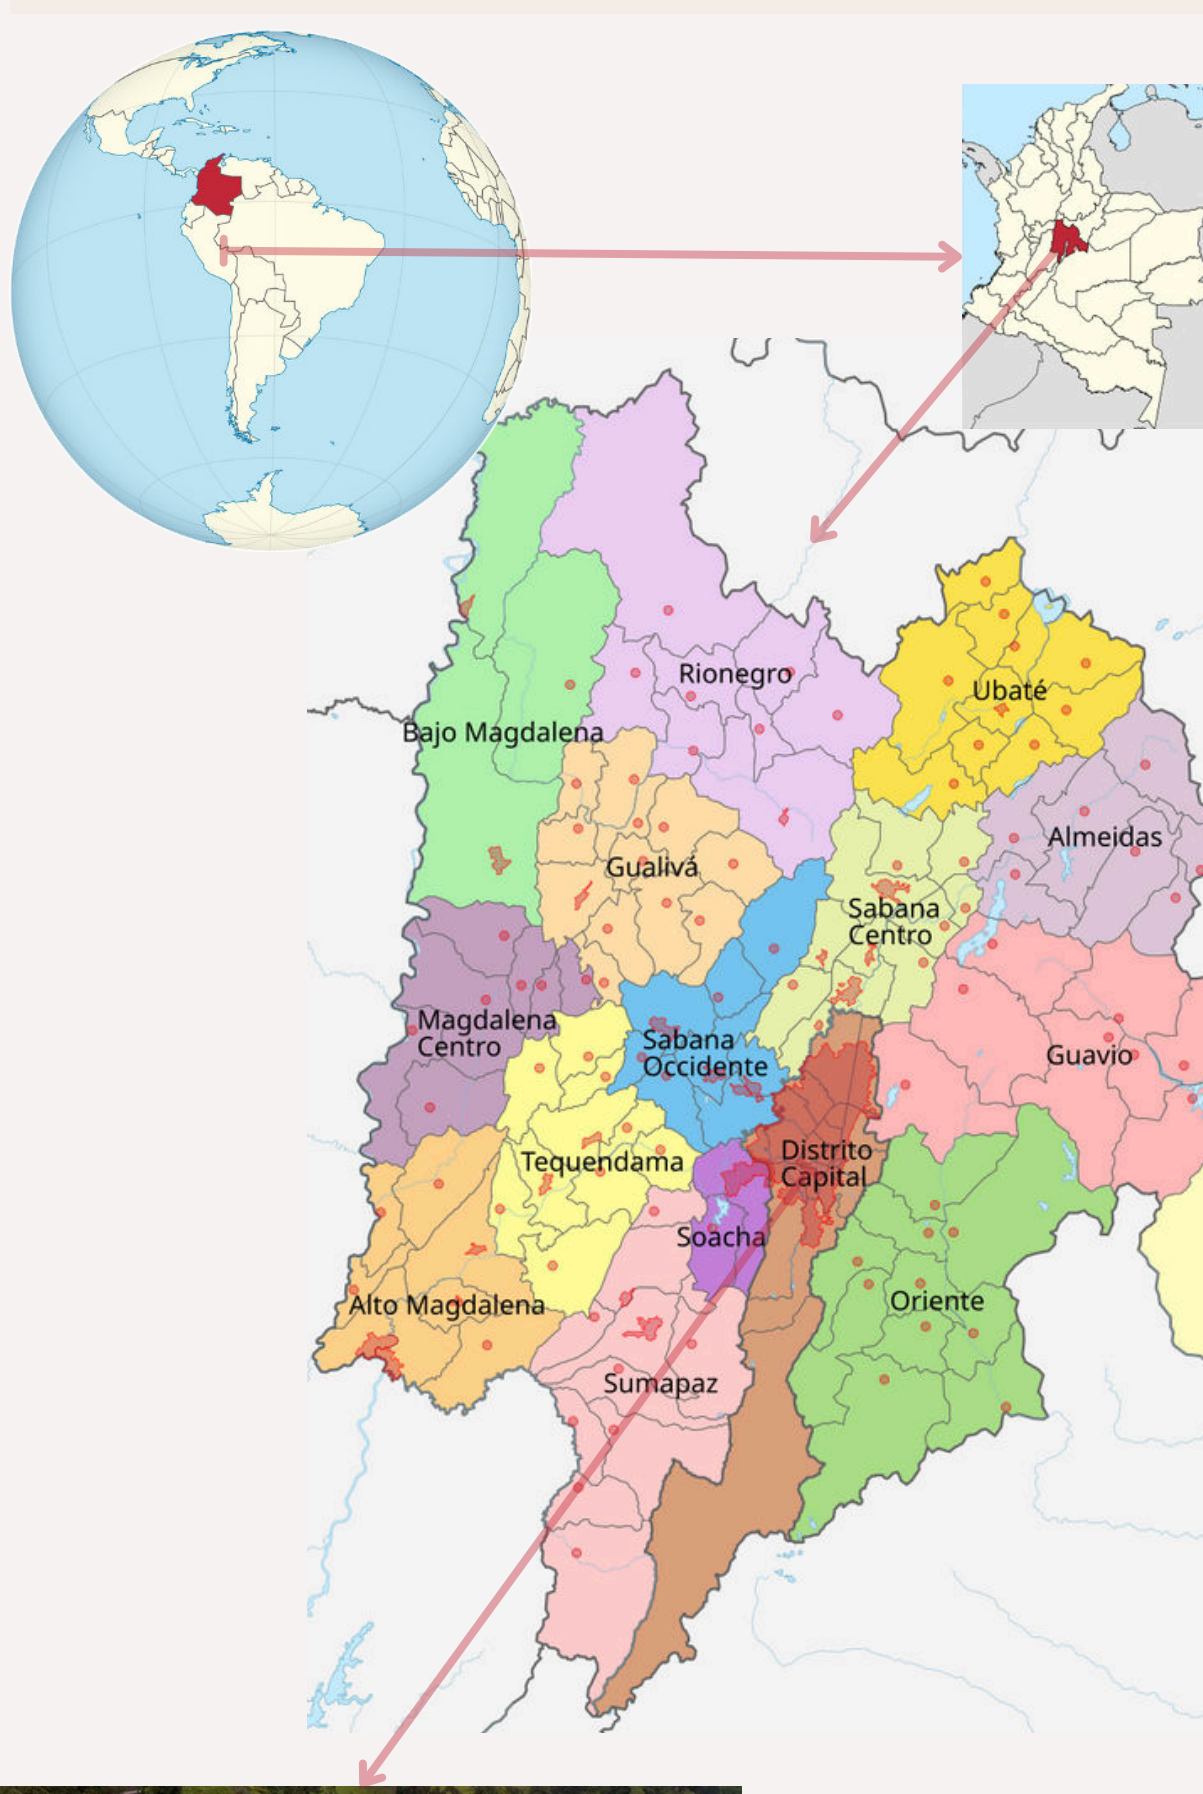 Rionegro
Ubaté
Bajo Magdalena
Almeidas
Gualivá
Sabana
Centro
Magdalena
Centro
Sabana
Occidente
Guavio
Distrito
Capital
Tequendama
Soacha
Alto Magdalena
Oriente
Sumapaz